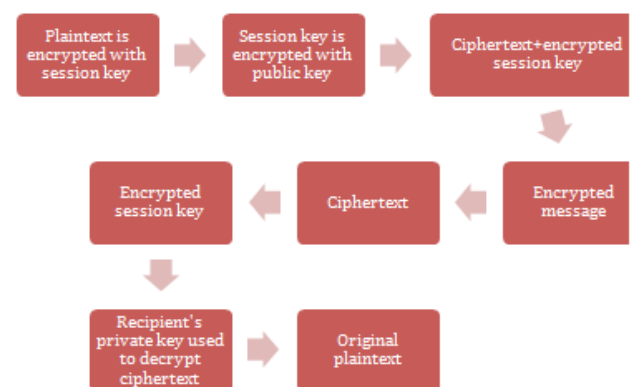 Plaintext is
encrypted with
session key
Session key is
encrypted with
public key
Ciphertext+encrypted
session key
Encrypted
message
Ciphertext
Encrypted
session key
Recipient's
private key used
to decrypt
ciphertext
Original
plaintext